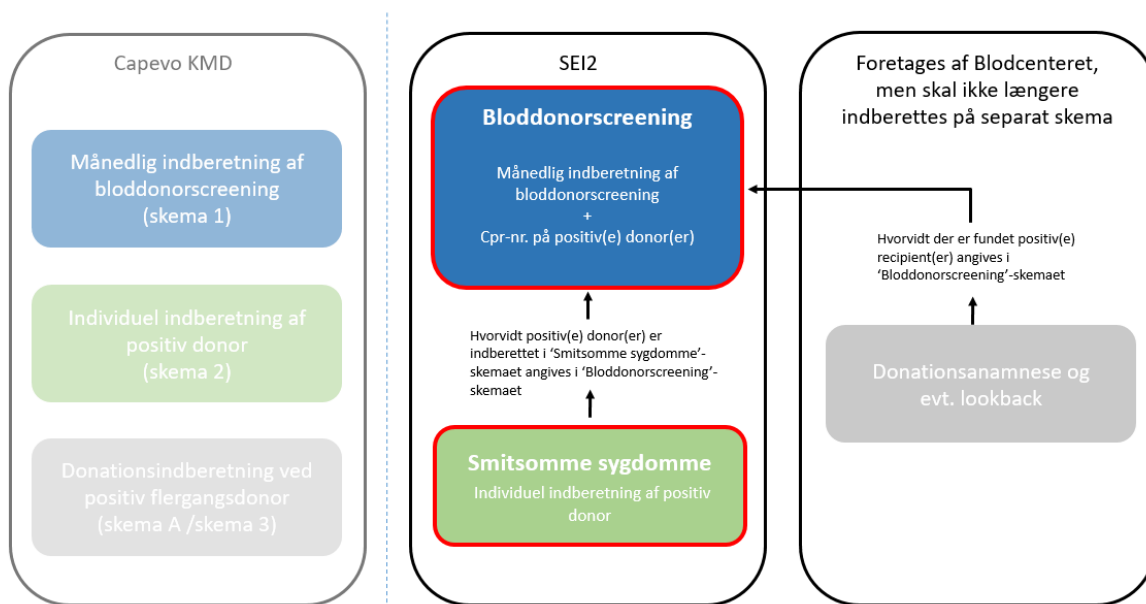 Capevo KMD
Månedlig indberetning af
bloddonorscreening
(skema 1)
Individuel indberetning af
positiv donor
(skema 2)
Donationsindberetning ved
positiv flergangsdonor
(skema A /skema 3)
SEI2
Bloddonorscreening
Månedlig indberetning af
bloddonorscreening
+
Cpr-nr. på positiv(e) donor(er)
Hvorvidt positiv(e) donor(er) er
indberettet i ‘Smitsomme sygdomme’-
skemaet angives i ‘Bloddonorscreening’-
skemaet
Smitsomme sygdomme
Individuel indberetning af positiv
donor
Foretages af Blodcenteret,
men skal ikke længere
indberettes på separat skema
Hvorvidt der er fundet positiv(e)
recipient(er) angives i
‘Bloddonorscreening’-skemaet
Donationsanamnese og
evt. lookback